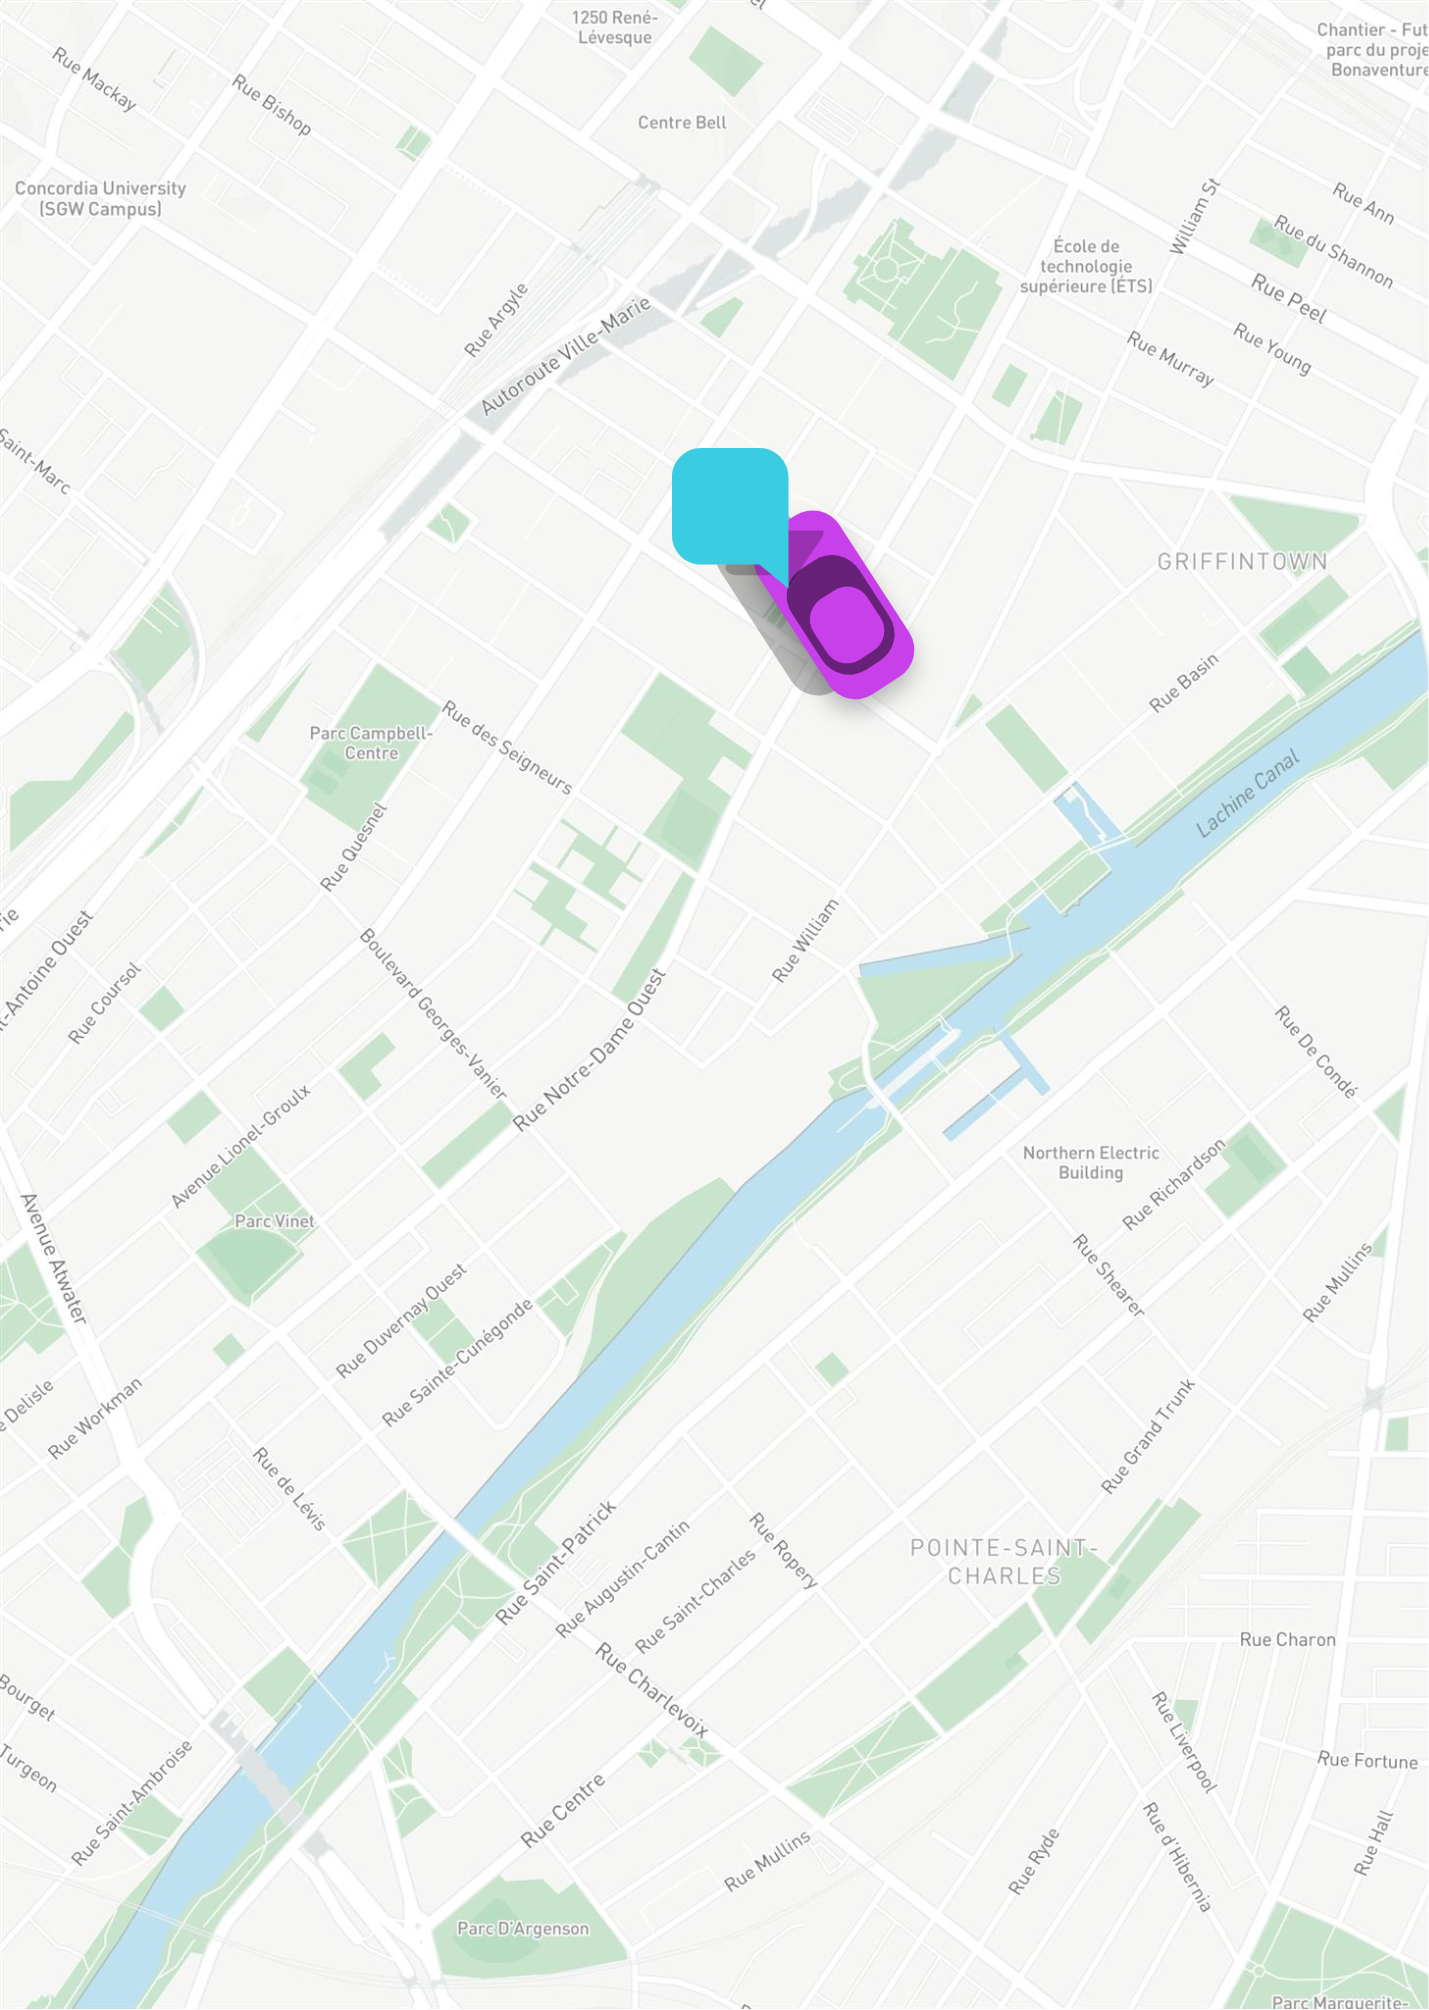 1250 René-
Lévesque
Chantier - Fut
parc du proje
Bonaventure
Rue Mackay
Rue Bishop
Centre Bell
Concordia University
(SGW Campus)
William St
Rue Ann
Rue du Shannon
École de
technologie
supérieure (ÉTS)
Rue Peel
Rue Argyle
Autoroute Ville-Marie
Rue Young
Rue Murray
Saint-Marc
GRIFFINTOWN
Rue Basin
Parc Campbell-
Centre
Rue des Seigneurs
Lachine Canal
Rue Quesnel
Rue William
rie
t-Antoine Ouest
Rue Coursol
Boulevard Georges-Vanier
Rue Notre-Dame Ouest
Rue De Condé
Avenue Lionel-Groulx
Northern Electric
Building
Rue Richardson
Parc Vinet
Avenue Atwater
Rue Shearer
Rue Mullins
Rue Duvernay Ouest
Rue Sainte-Cunégonde
e Delisle
Rue Workman
Rue Grand Trunk
Rue de Lévis
Rue Saint-Patrick
Rue Augustin-Cantin
Rue Saint-Charles
Rue Ropery
POINTE-SAINT-
CHARLES
Rue Charon
Rue Charlevoix
Bourget
Turgeon
Rue Saint-Ambroise
Rue Liverpool
Rue Fortune
Rue Centre
Rue Mullins
Rue Ryde
Rue d'Hibernia
Rue Hall
Parc D'Argenson
Parc Marguerite-